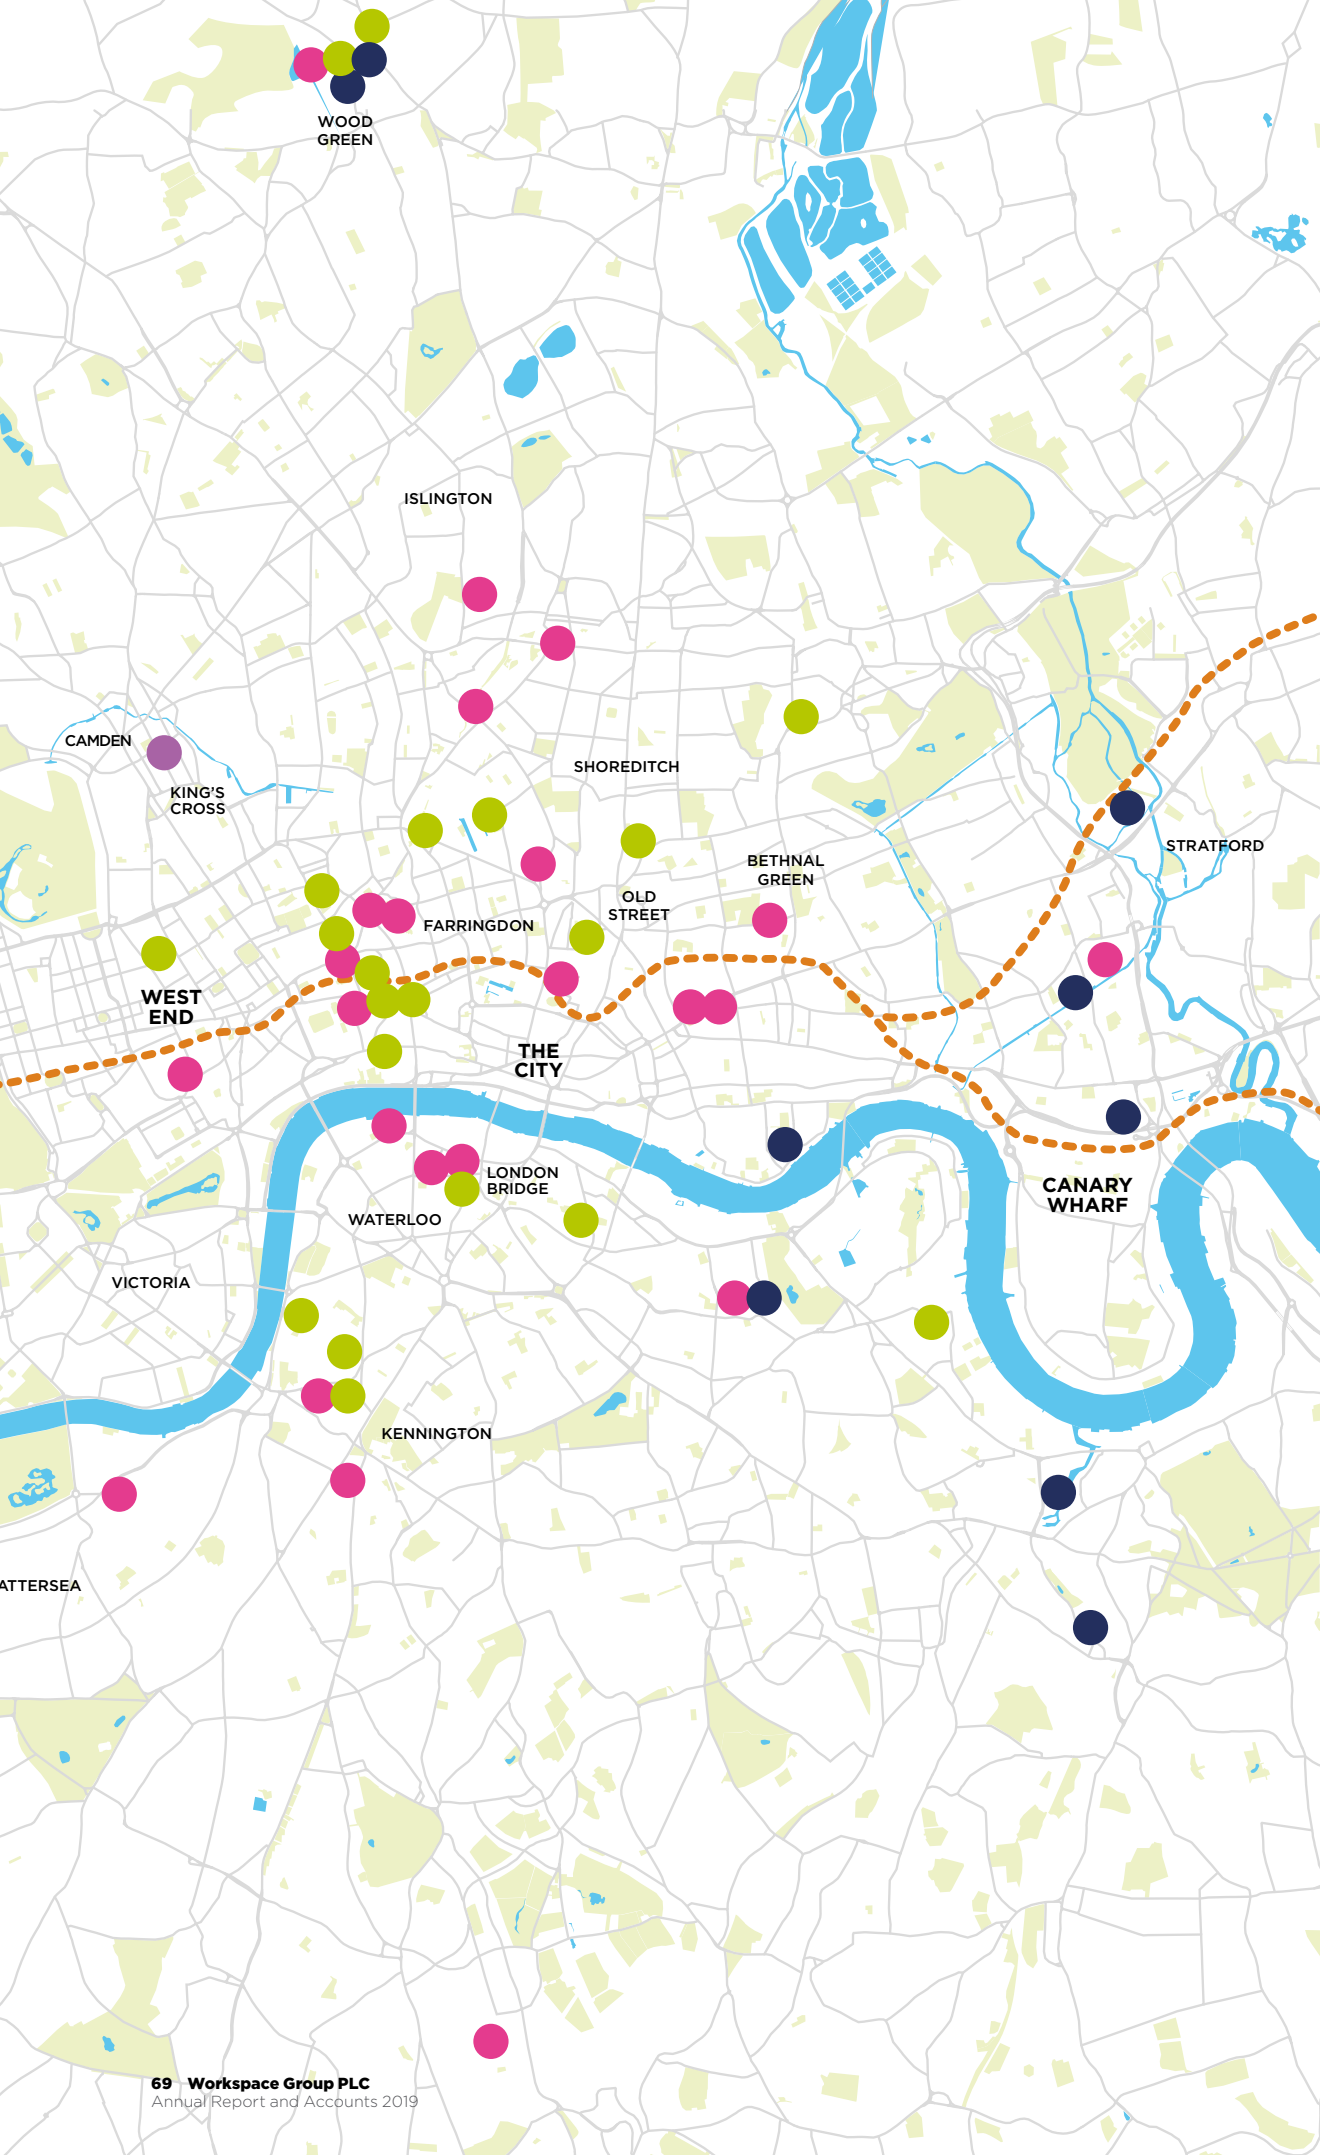 WOOD
GREEN
ISLINGTON
CAMDEN
KING'S
CROSS
SHOREDITCH
STRATFORD
BETHNAL
GREEN
OLD
STREET
FARRINGDON
WEST
END
THE
CITY
LONDON
BRIDGE
CANARY
WHARF
WATERLOO
VICTORIA
KENNINGTON
ATTERSEA
69 Workspace Group PLC
Annual Report and Accounts 2019